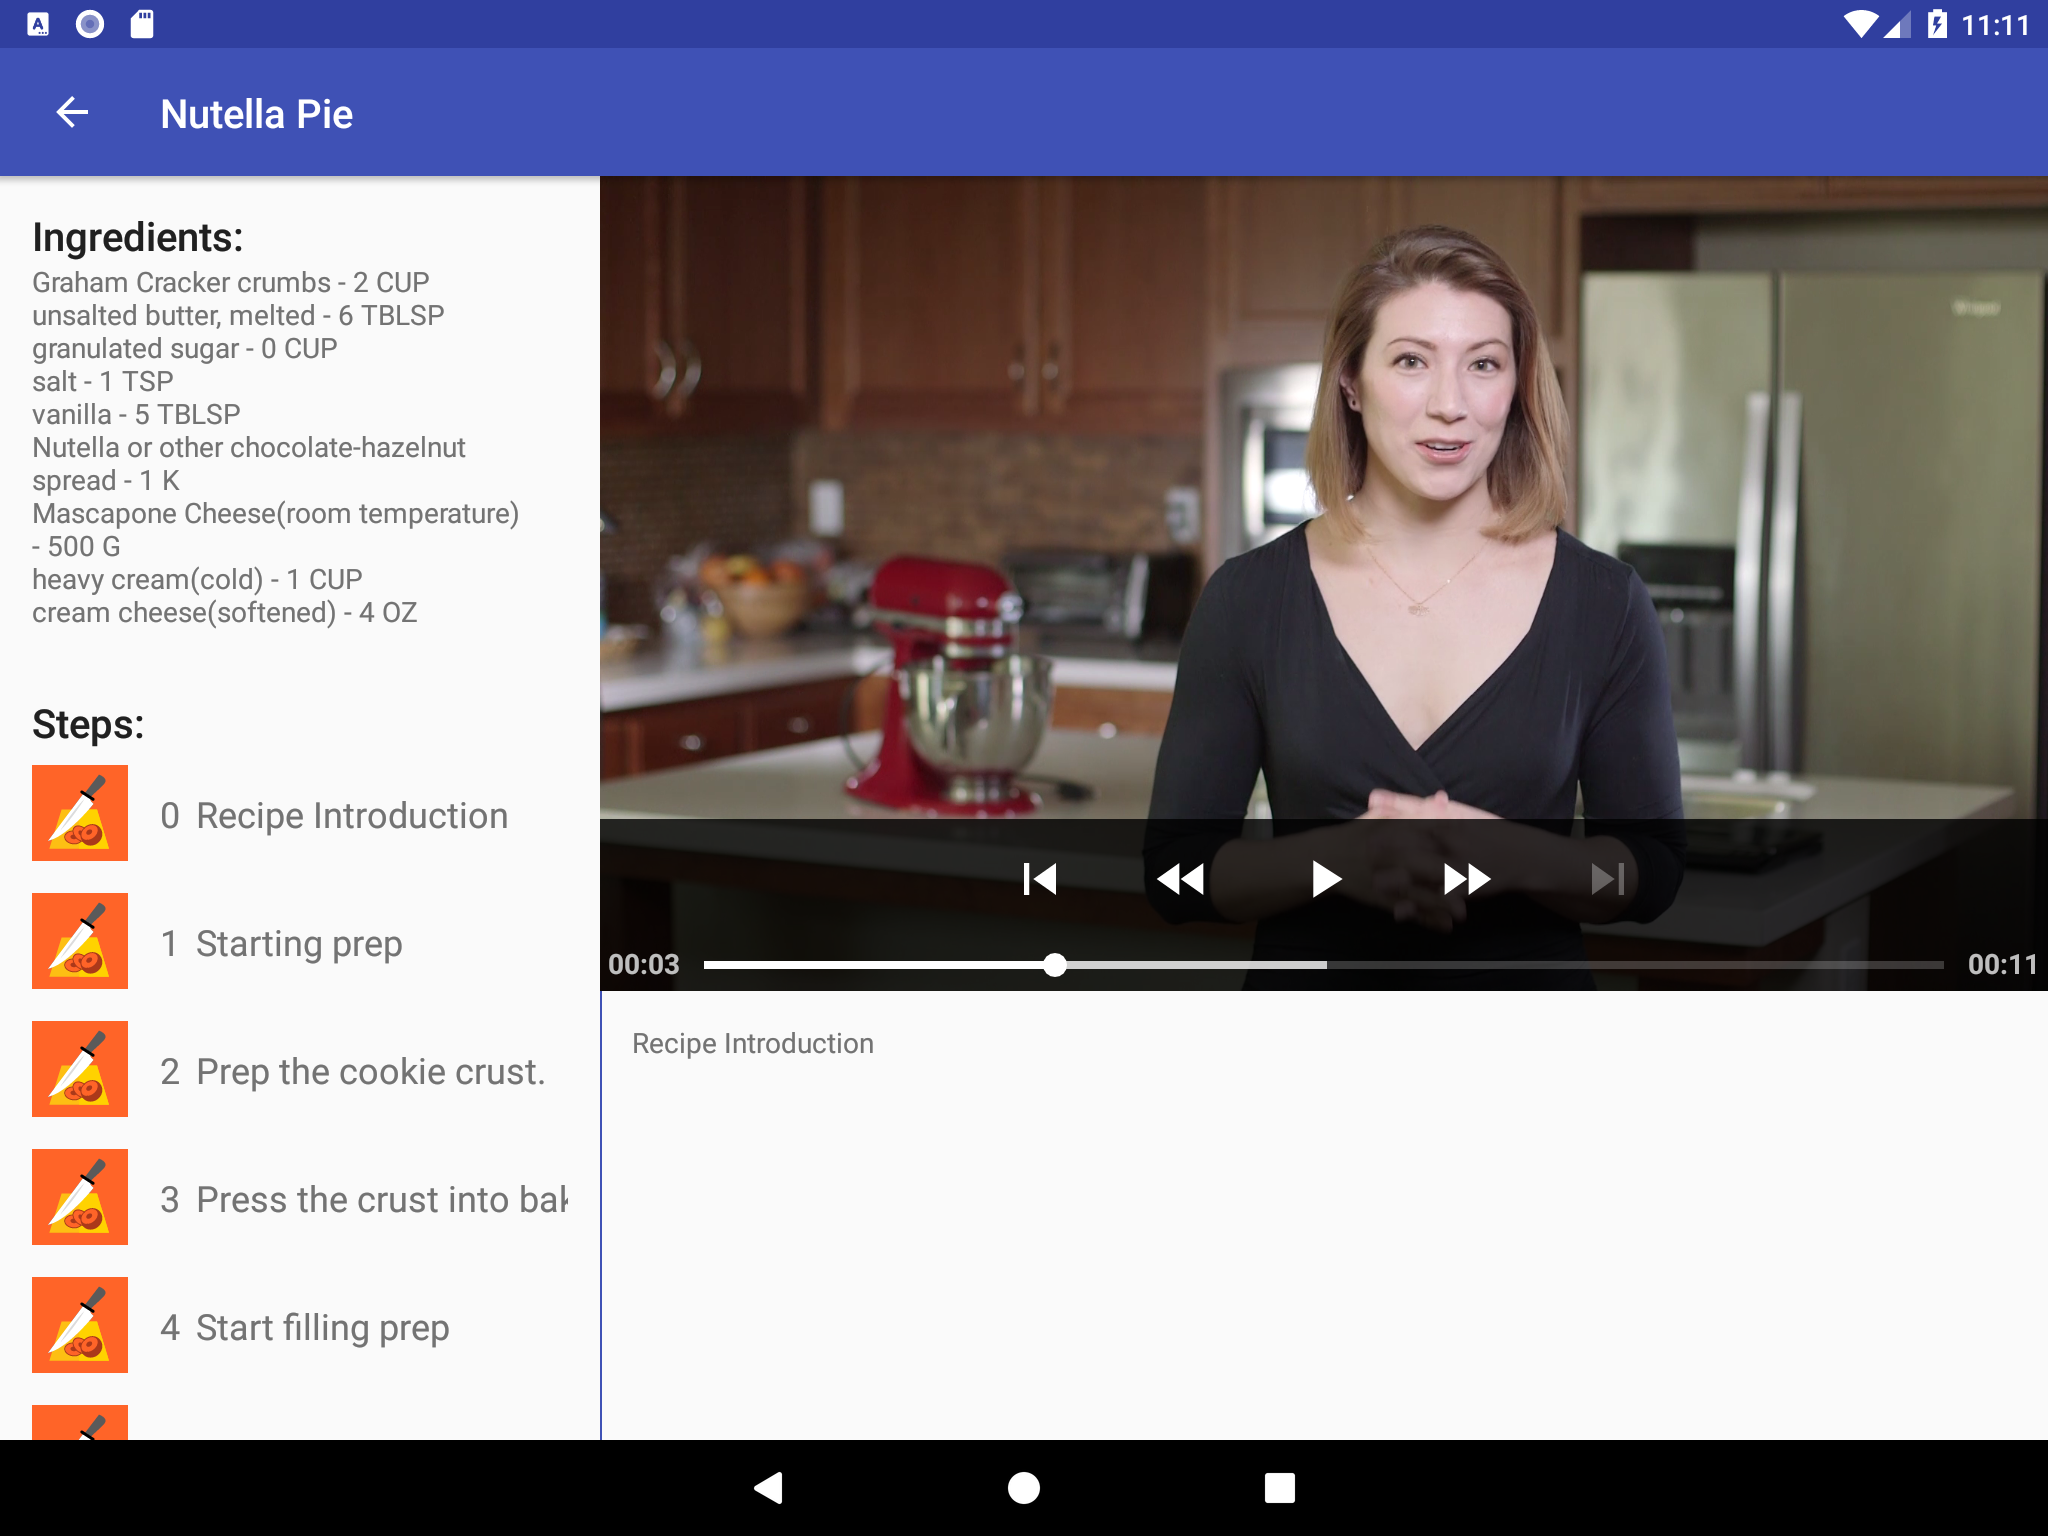 11:11
Nutella Pie
Ingredients:
Graham Cracker crumbs - 2 CUP
unsalted butter, melted - 6 TBLSP
granulated sugar - 0 CUP
salt - 1 TSP
vanilla - 5 TBLSP
Nutella or other chocolate-hazelnut
spread - 1 K
Mascapone Cheese(room temperature)
- 500 G
heavy cream(cold) - 1 CUP
cream cheese(softened) - 4 OZ
Steps:
0 Recipe Introduction
1 Starting prep
2 Prep the cookie crust.
3 Press the crust into bak
4 Start filling prep
00:03
00:11
Recipe Introduction